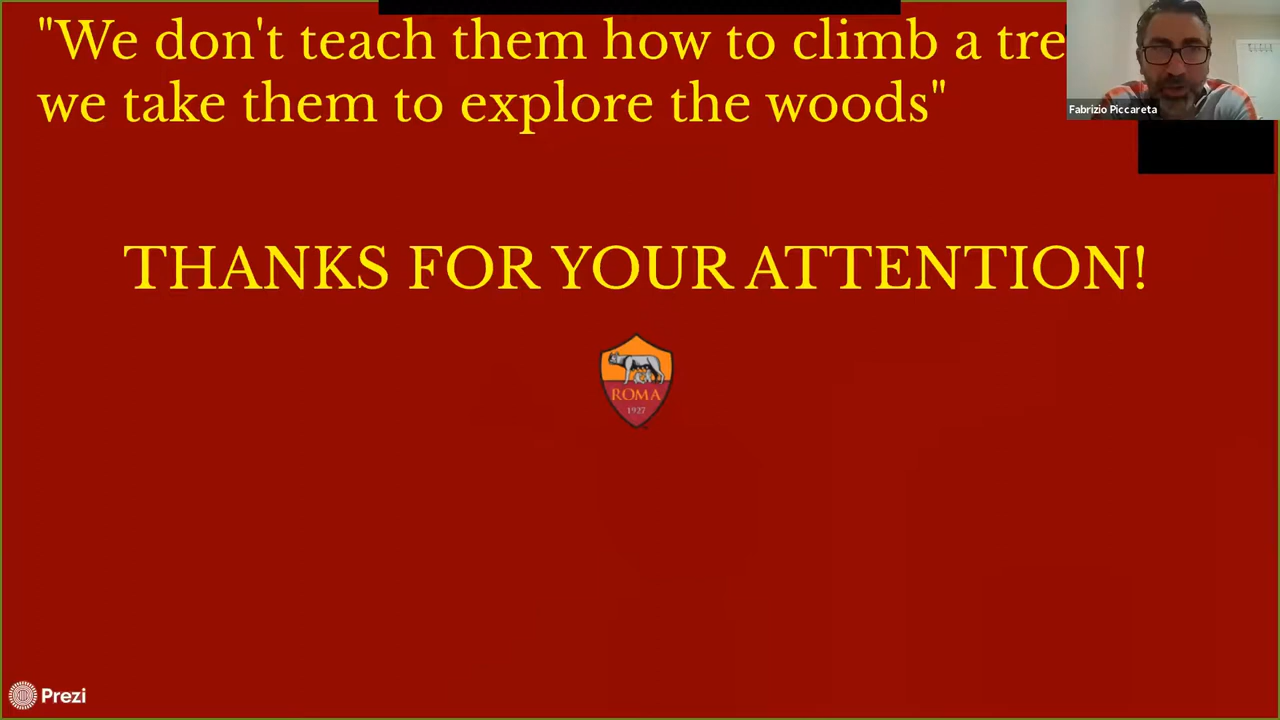 "We don't teach them how to climb a tre
we take them to explore the woods"
Fabrizio Piccareta
THANKS FOR YOUR ATTENTION!
ROMA
1927
Prezi